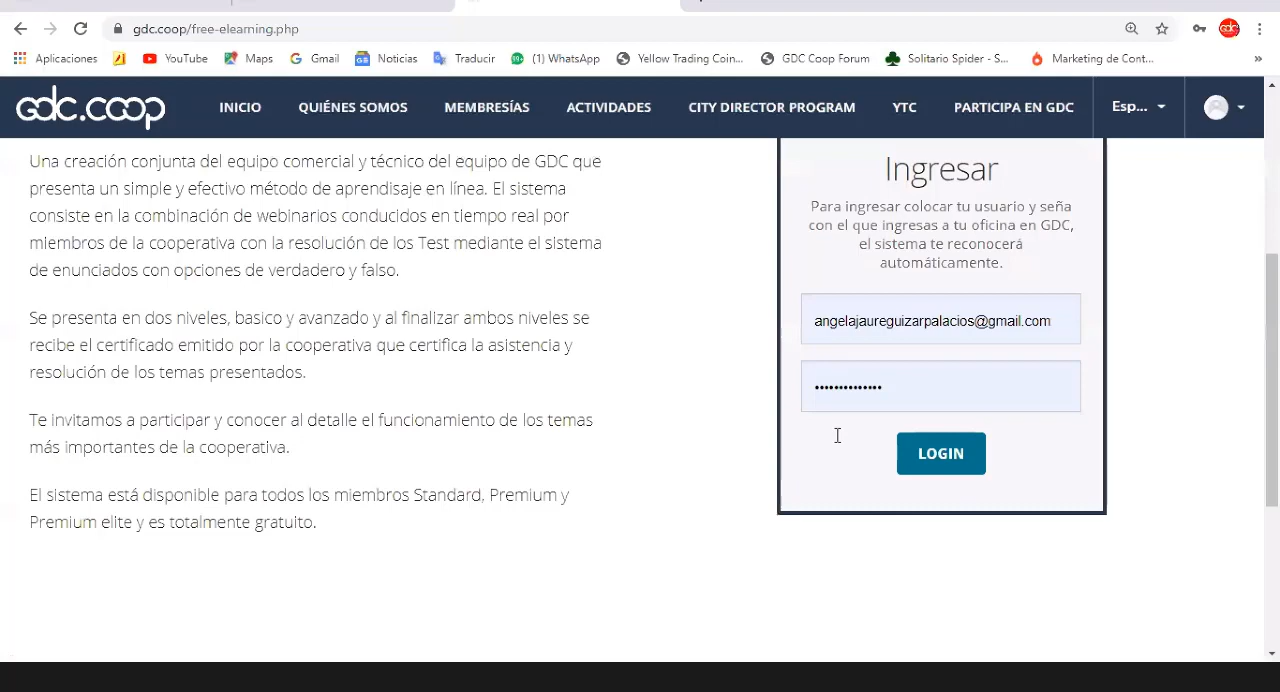 gdc.coop/free-elearning.php
Aplicaciones YouTube Maps Gmail Noticias Traducir (1) WhatsApp Yellow Trading Coin... GDC Coop Forum Solitario Spider - S... Marketing de Cont... »
gdc.coop INICIO QUIÉNES SOMOS MEMBRESÍAS ACTIVIDADES CITY DIRECTOR PROGRAM YTC PARTICIPA EN GDC Esp...
Una creación conjunta del equipo comercial y técnico del equipo de GDC que
presenta un simple y efectivo método de aprendisaje en línea. El sistema
consiste en la combinación de webinarios conducidos en tiempo real por
miembros de la cooperativa con la resolución de los Test mediante el sistema
de enunciados con opciones de verdadero y falso.
Se presenta en dos niveles, basico y avanzado y al finalizar ambos niveles se
recibe el certificado emitido por la cooperativa que certifica la asistencia y
resolución de los temas presentados.
Te invitamos a participar y conocer al detalle el funcionamiento de los temas
más importantes de la cooperativa.
El sistema está disponible para todos los miembros Standard, Premium y
Premium elite y es totalmente gratuito.
Ingresar
Para ingresar colocar tu usuario y seña
con el que ingresas a tu oficina en GDC,
el sistema te reconocerá
automáticamente.
angelajaureguizarpalacios@gmail.com
••••••••••••••
LOGIN